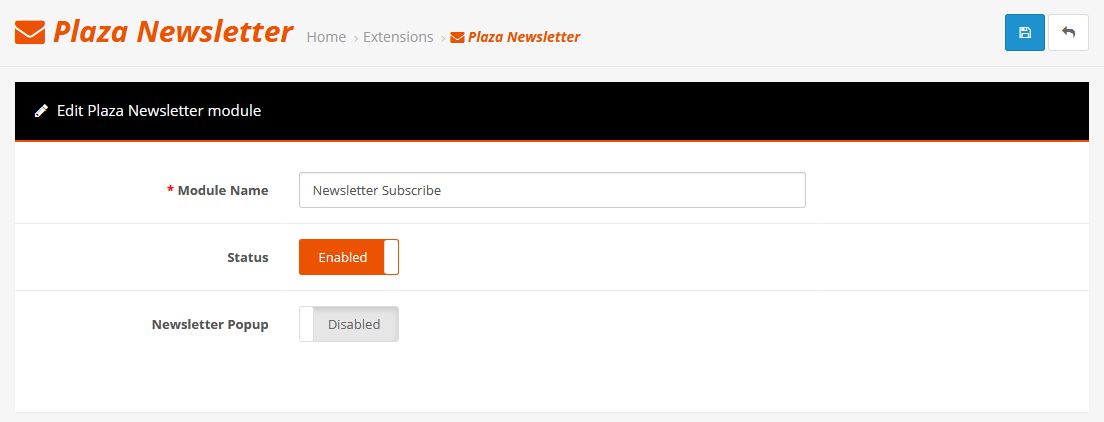 Plaza Newsletter Home › Extensions › Plaza Newsletter
Edit Plaza Newsletter module
* Module Name Newsletter Subscribe
Status Enabled
Newsletter Popup Disabled